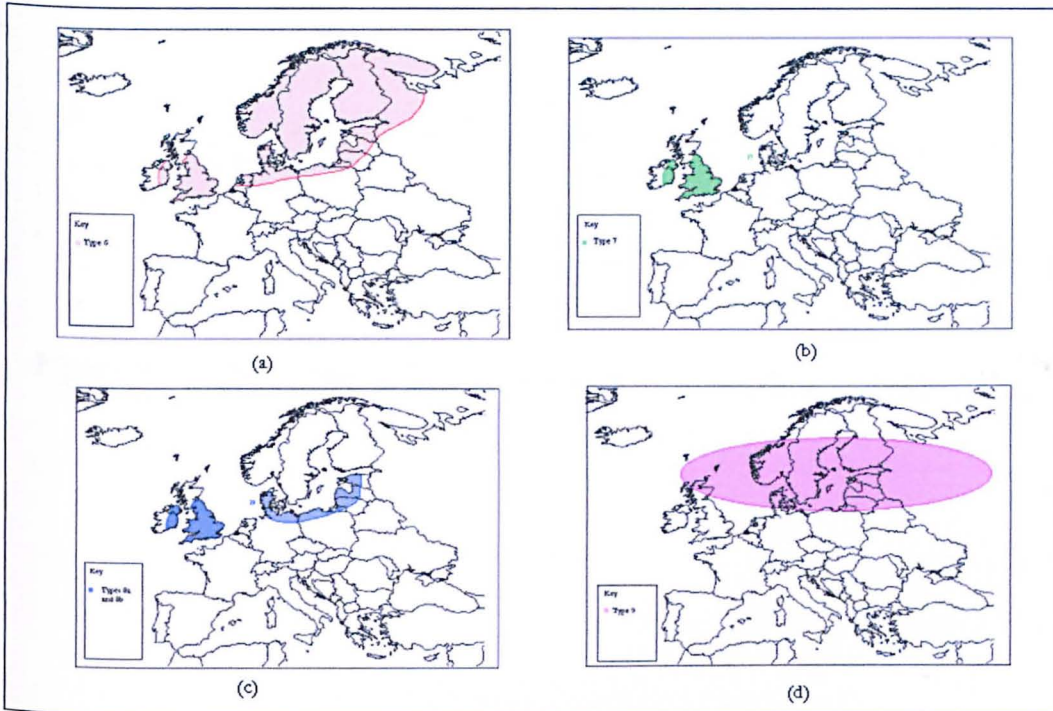 Key
Type 6
(a)
Key
Type 7
(b)
Key
Types 8a
and 8b
(c)
Key
Type 9
(d)